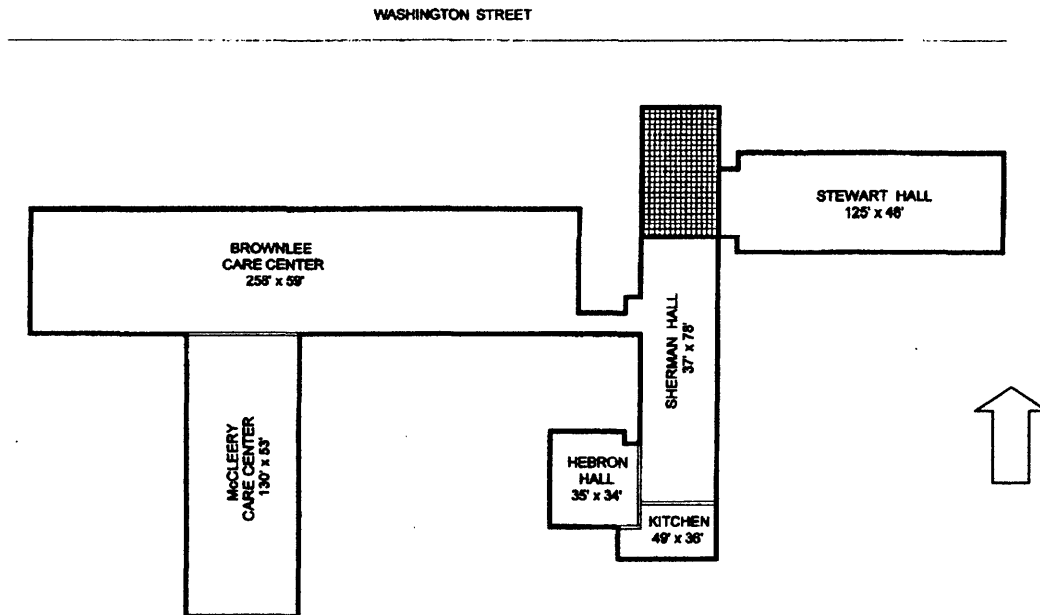 WASHINGTON STREET
STEWART HALL
125' x 48'
BROWNLEE
CARE CENTER
258' x 59'
SHERMAN HALL
37' x 78'
McCLEERY
CARE CENTER
130' x 53'
HEBRON
HALL
35' x 34'
KITCHEN
49' x 36'